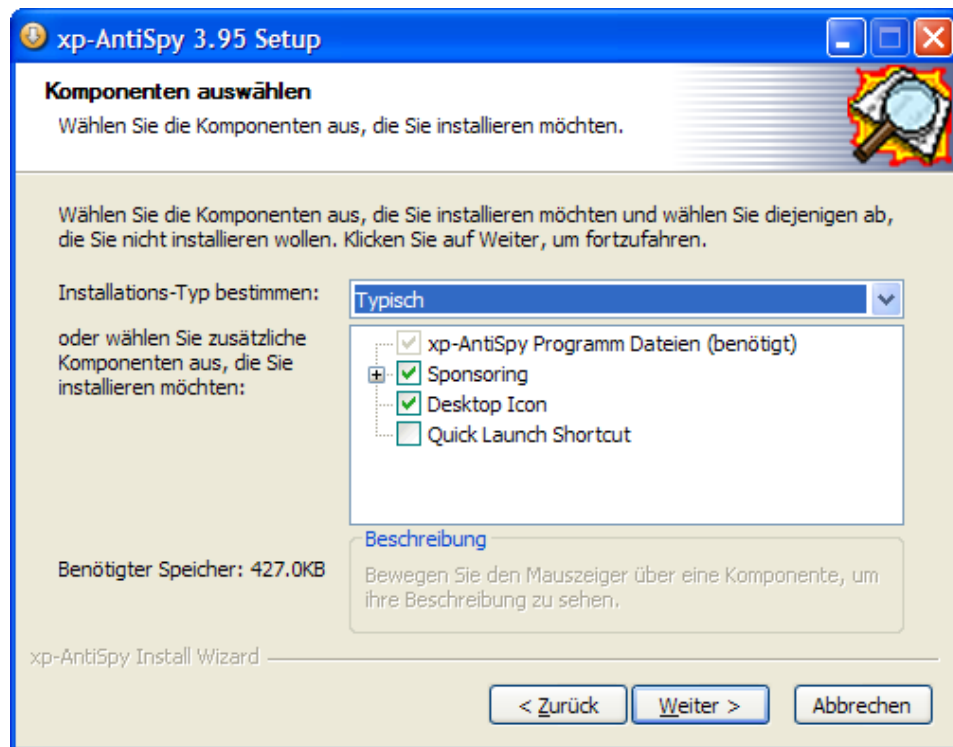 xp-AntiSpy 3.95 Setup
Komponenten auswählen
Wählen Sie die Komponenten aus, die Sie installieren möchten.
Wählen Sie die Komponenten aus, die Sie installieren möchten und wählen Sie diejenigen ab,
die Sie nicht installieren wollen. Klicken Sie auf Weiter, um fortzufahren.
Installations-Typ bestimmen:
Typisch
oder wählen Sie zusätzliche
Komponenten aus, die Sie
installieren möchten:
xp-AntiSpy Programm Dateien (benötigt)
Sponsoring
Desktop Icon
Quick Launch Shortcut
Benötigter Speicher: 427.0KB
Beschreibung
Bewegen Sie den Mauszeiger über eine Komponente, um
ihre Beschreibung zu sehen.
xp-AntiSpy Install Wizard
< Zurück
Weiter >
Abbrechen